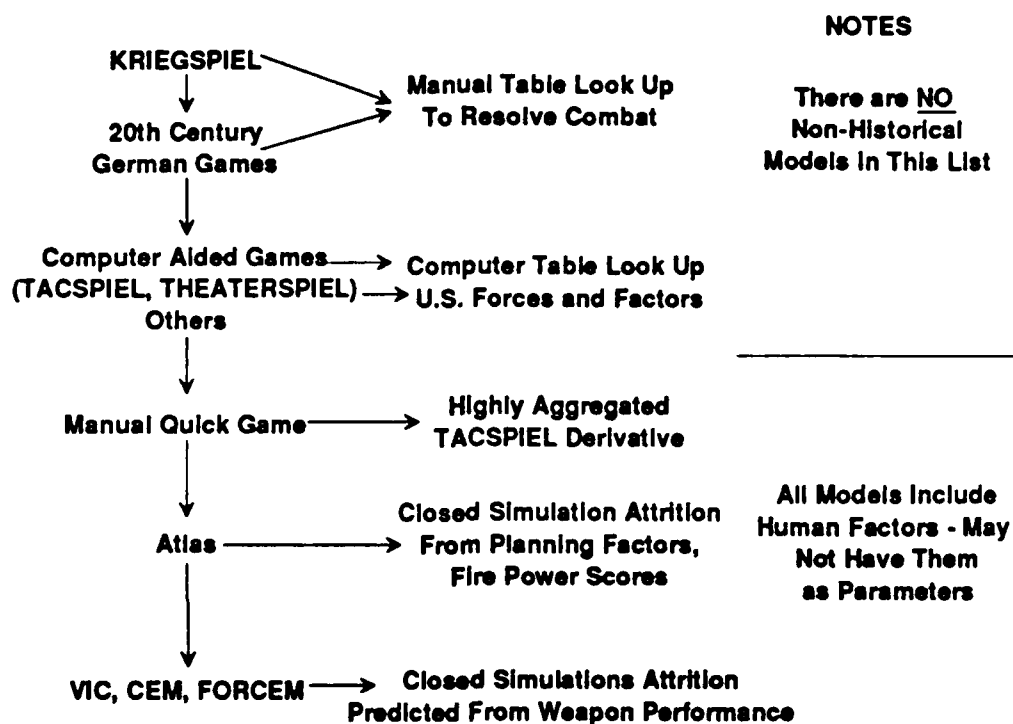 NOTES
KRIEGSPIEL
Manual Table Look Up
To Resolve Combat
There are NO
Non-Historical
Models In This List
20th Century
German Games
Computer Aided Games
(TACSPIEL, THEATERSPIEL)
Others
Computer Table Look Up
U.S. Forces and Factors
Manual Quick Game
Highly Aggregated
TACSPIEL Derivative
Atlas
Closed Simulation Attrition
From Planning Factors,
Fire Power Scores
All Models Include
Human Factors - May
Not Have Them
as Parameters
VIC, CEM, FORCEM
Closed Simulations Attrition
Predicted From Weapon Performance